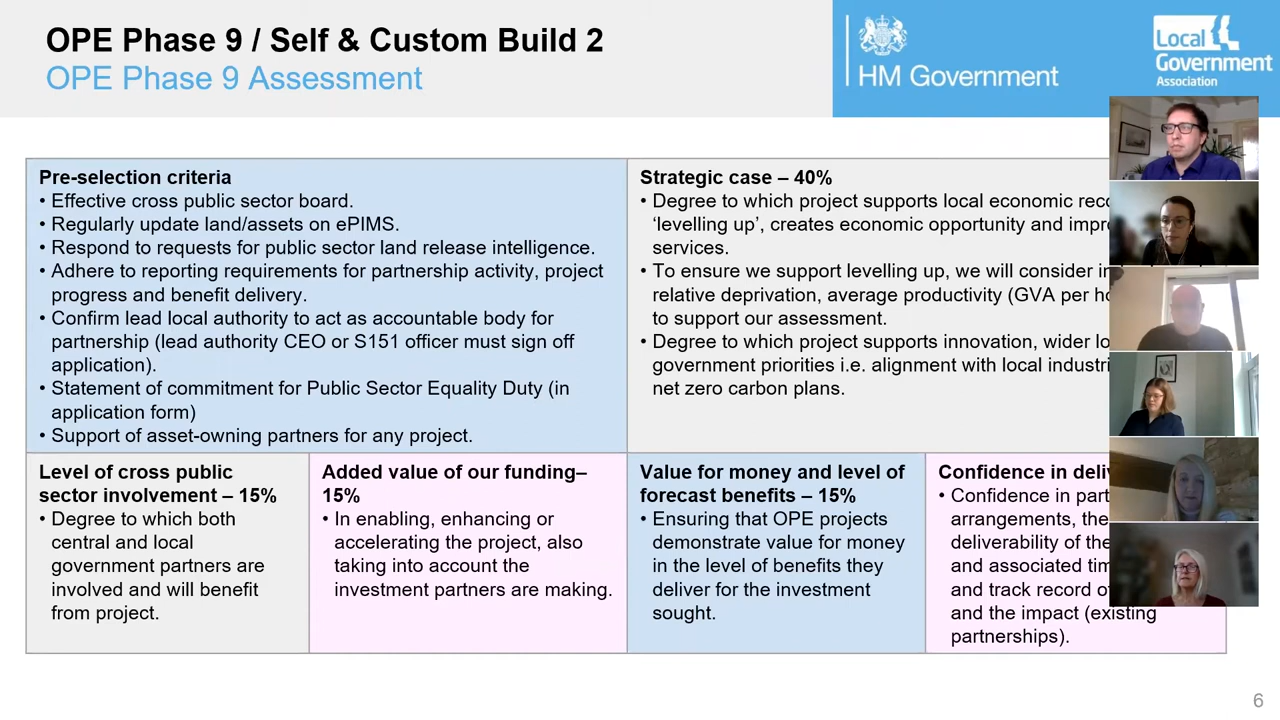 OPE Phase 9 / Self & Custom Build 2
OPE Phase 9 Assessment
HM Government
Local
Government
Association
Pre-selection criteria
• Effective cross public sector board.
• Regularly update land/assets on ePIMS.
• Respond to requests for public sector land release intelligence.
• Adhere to reporting requirements for partnership activity, project
progress and benefit delivery.
• Confirm lead local authority to act as accountable body for
partnership (lead authority CEO or S151 officer must sign off
application).
• Statement of commitment for Public Sector Equality Duty (in
application form)
• Support of asset-owning partners for any project.
Strategic case – 40%
• Degree to which project supports local economic
‘levelling up’, creates economic opportunity and
services.
• To ensure we support levelling up, we will consider
relative deprivation, average productivity (GVA per
to support our assessment.
• Degree to which project supports innovation, wider
government priorities i.e. alignment with local
net zero carbon plans.
Level of cross public
sector involvement – 15%
• Degree to which both
central and local
government partners are
involved and will benefit
from project.
Added value of our funding–
15%
• In enabling, enhancing or
accelerating the project, also
taking into account the
investment partners are making.
Value for money and level of
forecast benefits – 15%
• Ensuring that OPE projects
demonstrate value for money
in the level of benefits they
deliver for the investment
sought.
Confidence in
• Confidence in
arrangements, the
deliverability of the
and associated
and track record
and the impact (existing
partnerships).
6